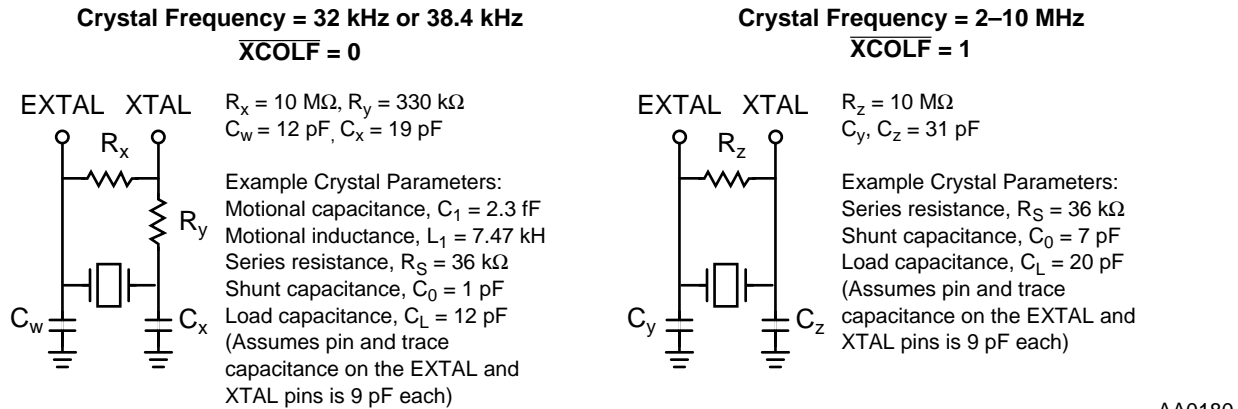 Crystal Frequency = 32 kHz or 38.4 kHz
XCOLF = 0
EXTAL XTAL
Rx
Ry
Cw
Cx
Rx = 10 MΩ, Ry = 330 kΩ
Cw = 12 pF, Cx = 19 pF
Example Crystal Parameters:
Motional capacitance, C1 = 2.3 fF
Motional inductance, L1 = 7.47 kH
Series resistance, RS = 36 kΩ
Shunt capacitance, C0 = 1 pF
Load capacitance, CL = 12 pF
(Assumes pin and trace
capacitance on the EXTAL and
XTAL pins is 9 pF each)
Crystal Frequency = 2–10 MHz
XCOLF = 1
EXTAL XTAL
Rz
Cy
Cz
Rz = 10 MΩ
Cy, Cz = 31 pF
Example Crystal Parameters:
Series resistance, RS = 36 kΩ
Shunt capacitance, C0 = 7 pF
Load capacitance, CL = 20 pF
(Assumes pin and trace
capacitance on the EXTAL and
XTAL pins is 9 pF each)